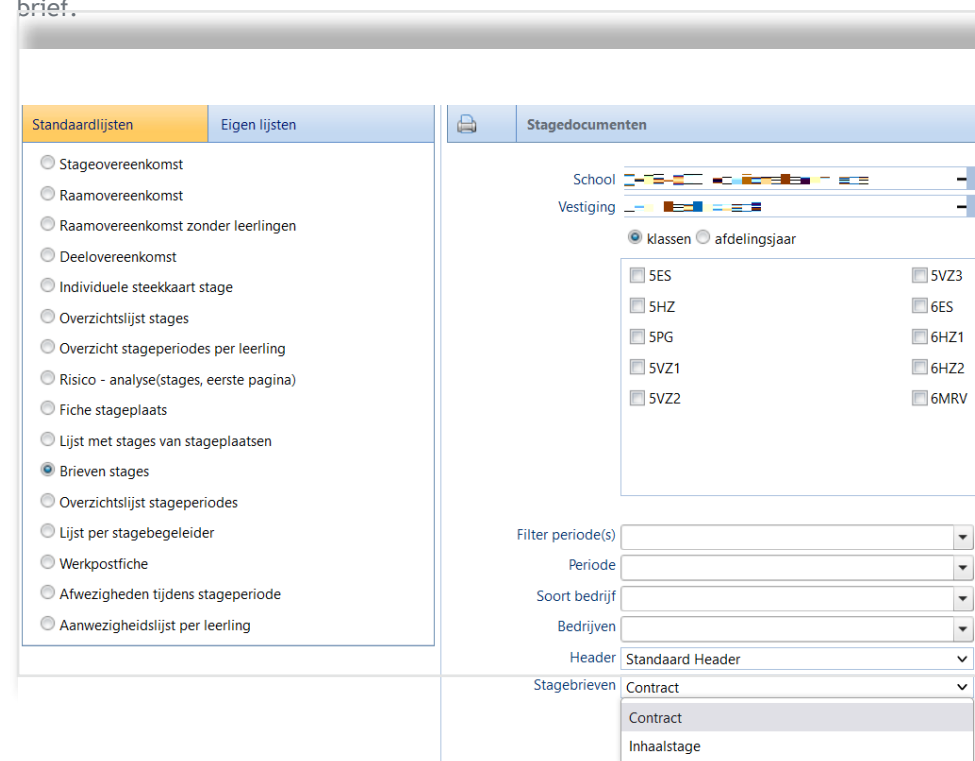 brief.
Standaardlijsten
Eigen lijsten
Stageovereenkomst
Raamovereenkomst
Raamovereenkomst zonder leerlingen
Deelovereenkomst
Individuele steekkaart stage
Overzichtslijst stages
Overzicht stageperiodes per leerling
Risico - analyse(stages, eerste pagina)
Fiche stageplaats
Lijst met stages van stageplaatsen
Brieven stages
Overzichtslijst stageperiodes
Lijst per stagebegeleider
Werkpostfiche
Afwezigheden tijdens stageperiode
Aanwezigheidslijst per leerling
Stagedocumenten
School
Vestiging
klassen afdelingsjaar
5ES 5VZ3
5HZ 6ES
5PG 6HZ1
5VZ1 6HZ2
5VZ2 6MRV
Filter periode(s)
Periode
Soort bedrijf
Bedrijven
Header Standaard Header
Stagebrieven Contract
Contract
Inhaalstage